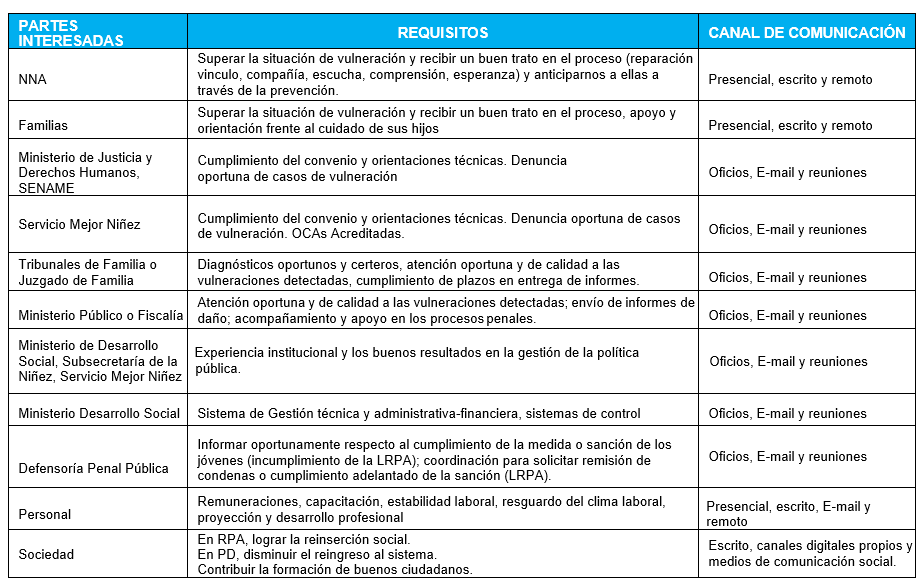 PARTES
INTERESADAS
REQUISITOS
CANAL DE COMUNICACIÓN
NNA
Superar la situación de vulneración y recibir un buen trato en el proceso (reparación
vinculo, compañía, escucha, comprensión, esperanza) y anticiparnos a ellas a
través de la prevención.
Presencial, escrito y remoto
Familias
Superar la situación de vulneración y recibir un buen trato en el proceso, apoyo y
orientación frente al cuidado de sus hijos
Presencial, escrito y remoto
Ministerio de Justicia y
Derechos Humanos,
SENAME
Cumplimiento del convenio y orientaciones técnicas. Denuncia
oportuna de casos de vulneración
Oficios, E-mail y reuniones
Servicio Mejor Niñez
Cumplimiento del convenio y orientaciones técnicas. Denuncia oportuna de casos
de vulneración. OCAs Acreditadas.
Oficios, E-mail y reuniones
Tribunales de Familia o
Juzgado de Familia
Diagnósticos oportunos y certeros, atención oportuna y de calidad a las
vulneraciones detectadas, cumplimiento de plazos en entrega de informes.
Oficios, E-mail y reuniones
Ministerio Público o Fiscalía
Atención oportuna y de calidad a las vulneraciones detectadas; envío de informes de
daño; acompañamiento y apoyo en los procesos penales.
Oficios, E-mail y reuniones
Ministerio de Desarrollo
Social, Subsecretaría de la
Niñez, Servicio Mejor Niñez
Experiencia institucional y los buenos resultados en la gestión de la política
pública.
Oficios, E-mail y reuniones
Ministerio Desarrollo Social
Sistema de Gestión técnica y administrativa-financiera, sistemas de control
Oficios, E-mail y reuniones
Defensoría Penal Pública
Informar oportunamente respecto al cumplimiento de la medida o sanción de los
jóvenes (incumplimiento de la LRPA); coordinación para solicitar remisión de
condenas o cumplimiento adelantado de la sanción (LRPA).
Oficios, E-mail y reuniones
Personal
Remuneraciones, capacitación, estabilidad laboral, resguardo del clima laboral,
proyección y desarrollo profesional
Presencial, escrito, E-mail y
remoto
Sociedad
En RPA, lograr la reinserción social.
En PD, disminuir el reingreso al sistema.
Contribuir la formación de buenos ciudadanos.
Escrito, canales digitales propios y
medios de comunicación social.